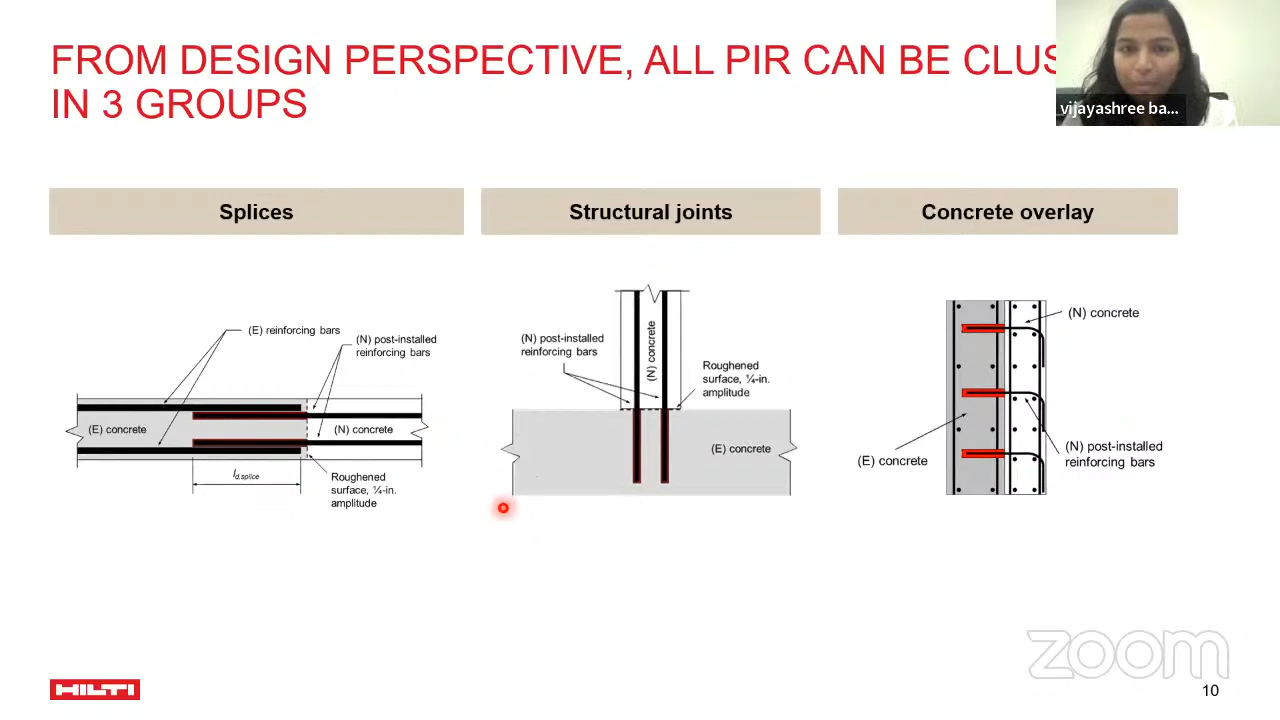 FROM DESIGN PERSPECTIVE, ALL PIR CAN BE CLUS
IN 3 GROUPS
vijayashree ba...
Splices
Structural joints
Concrete overlay
(E) reinforcing bars
(N) post-installed
reinforcing bars
(E) concrete
(N) concrete
ld,splice
Roughened
surface, ¼-in.
amplitude
(N) post-installed
reinforcing bars
(N) concrete
Roughened
surface, ¼-in.
amplitude
(E) concrete
(N) concrete
(E) concrete
(N) post-installed
reinforcing bars
zoom
HILTI
10